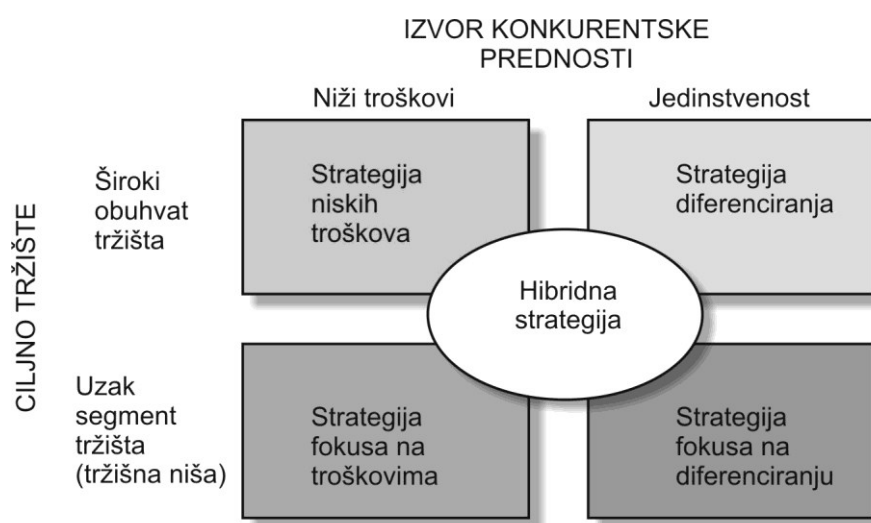 IZVOR KONKURENTSKE
PREDNOSTI
Niži troškovi
Jedinstvenost
CILJNO TRŽIŠTE
Široki
obuhvat
tržišta
Strategija
niskih
troškova
Strategija
diferenciranja
Hibridna
strategija
Uzak
segment
tržišta
(tržišna niša)
Strategija
fokusa na
troškovima
Strategija
fokusa na
diferenciranju